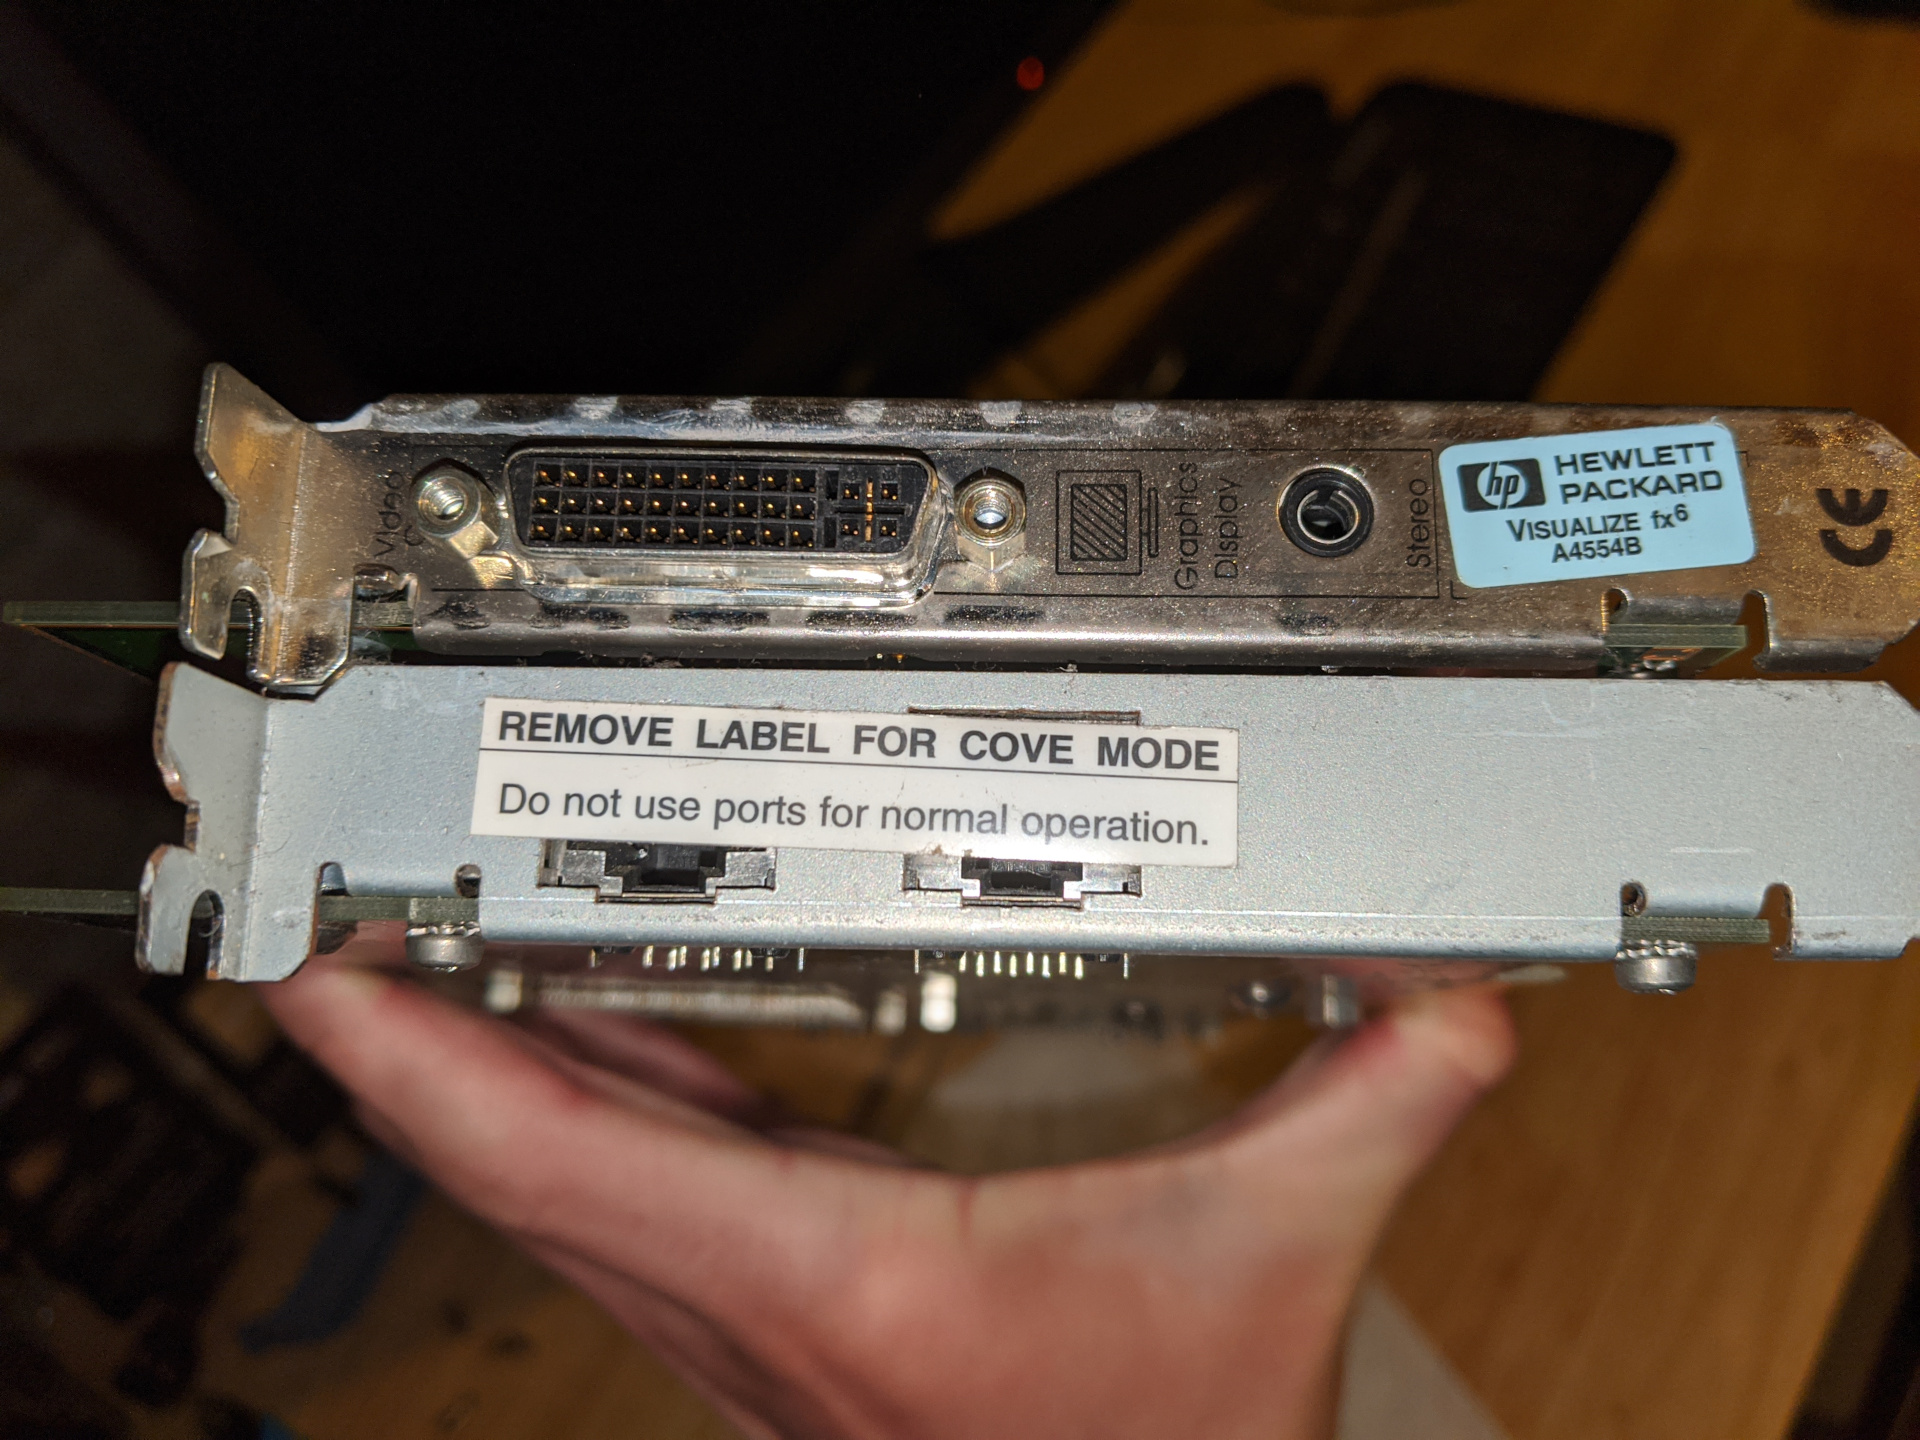 Video
Graphics
Display
Stereo
hp HEWLETT
PACKARD
VISUALIZE fx6
A4554B
CE
REMOVE LABEL FOR COVE MODE
Do not use ports for normal operation.